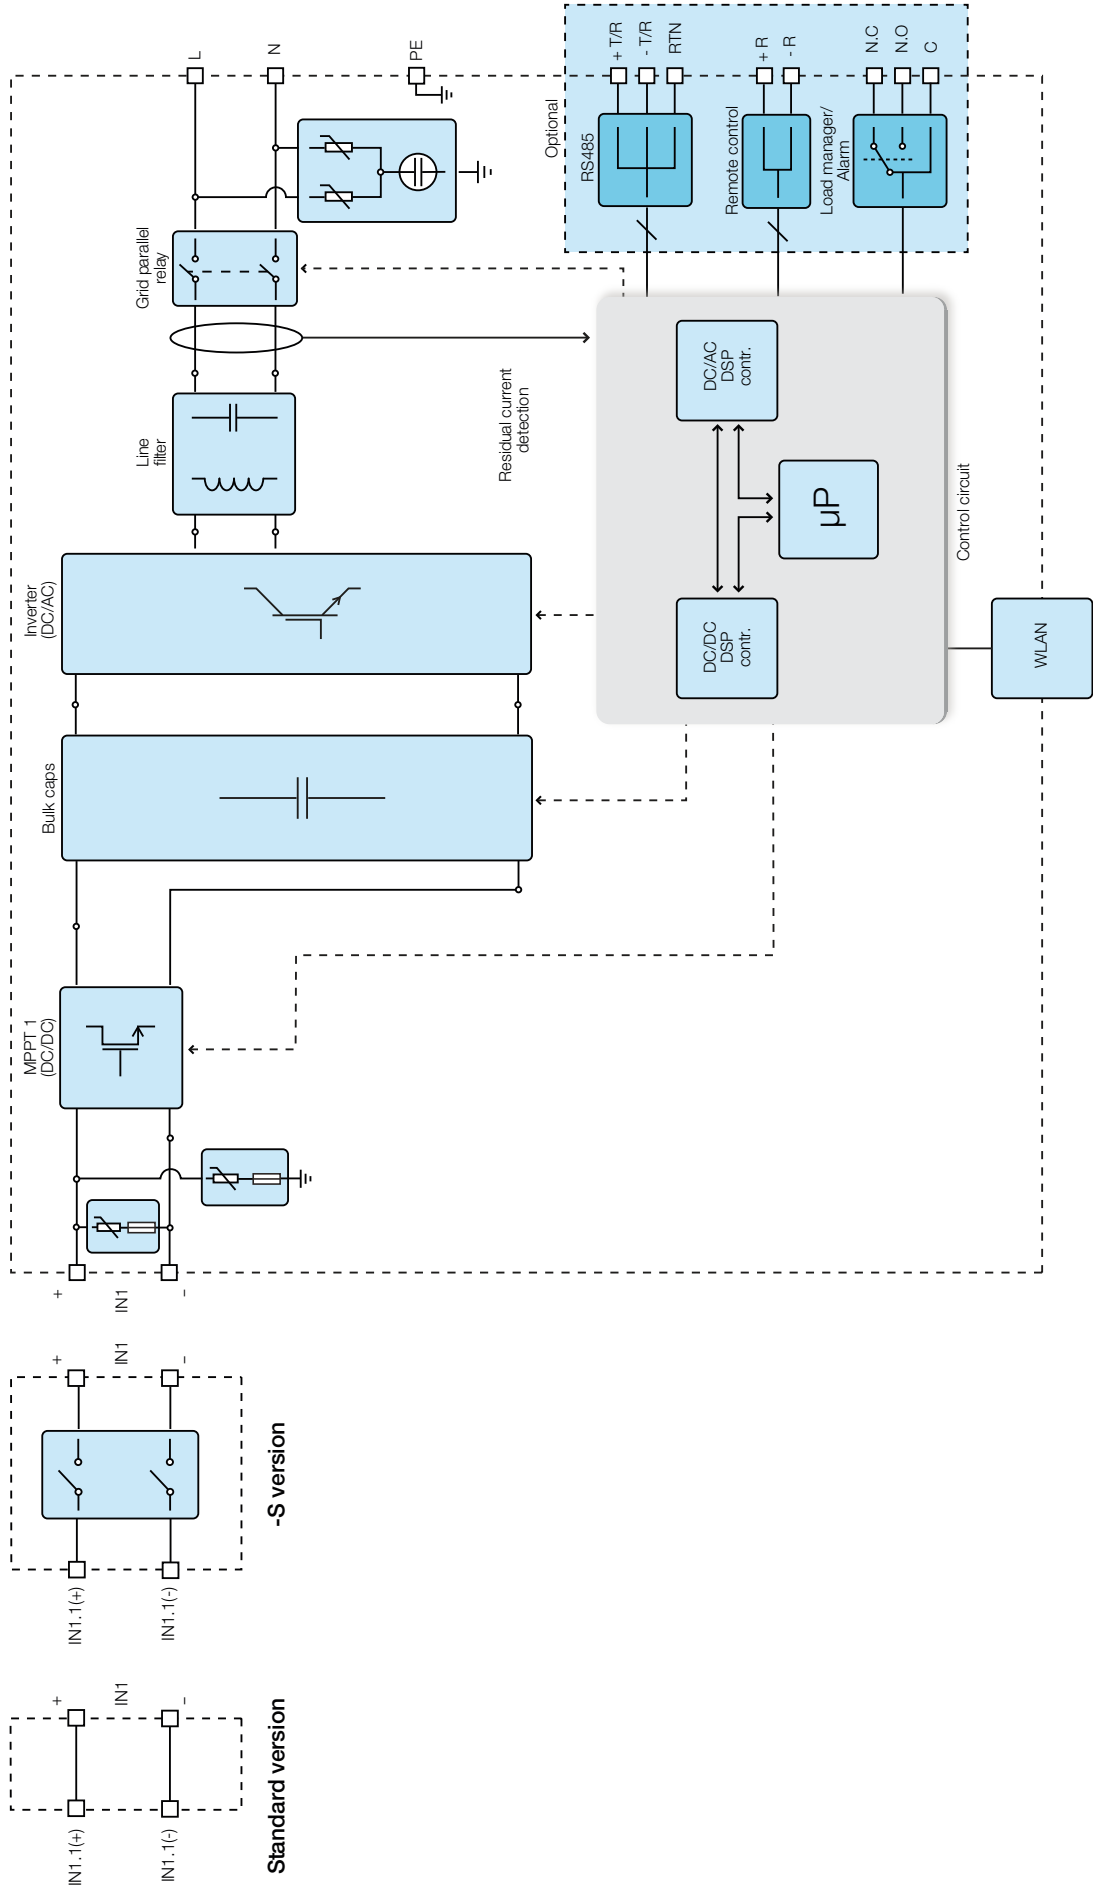 Standard version
IN1.1(+)
IN1.1(-)
+
IN1
–
-S version
IN1.1(+)
IN1.1(-)
+
IN1
–
+
IN1
–
MPPT 1
(DC/DC)
Bulk caps
Inverter
(DC/AC)
Line
filter
Grid parallel
relay
L
N
PE
Residual current
detection
DC/DC
DSP
contr.
DC/AC
DSP
contr.
µP
Control circuit
WLAN
Optional
RS485
+ T/R
- T/R
RTN
Remote control
+ R
- R
Load manager/
Alarm
N.C
N.O
C